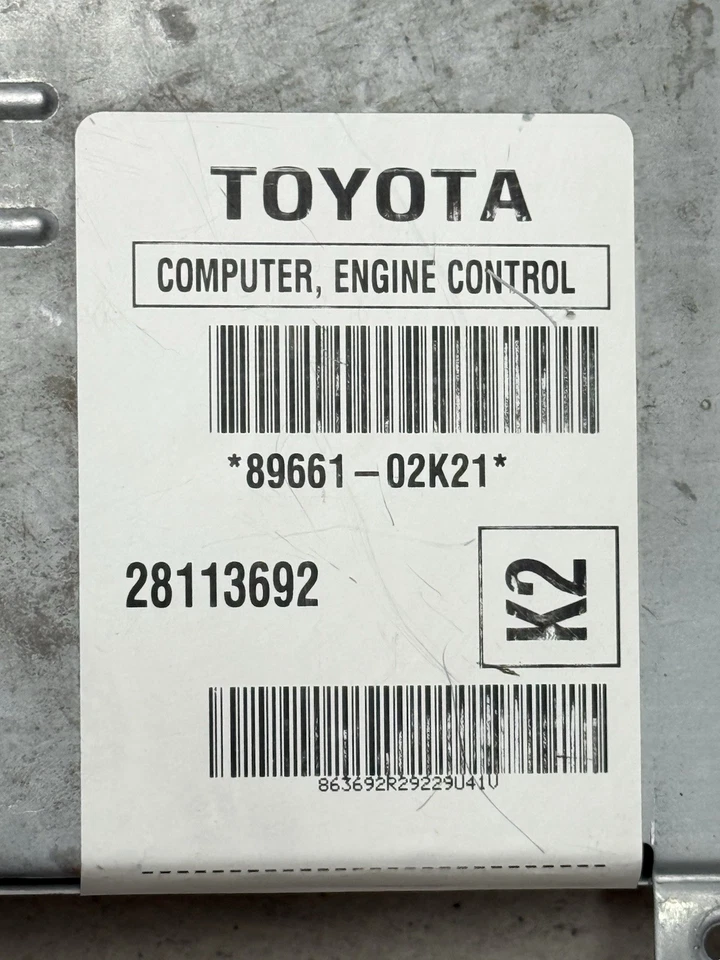 TOYOTA
COMPUTER, ENGINE CONTROL
*89661-02K21*
28113692
K2
863692R29229U41V